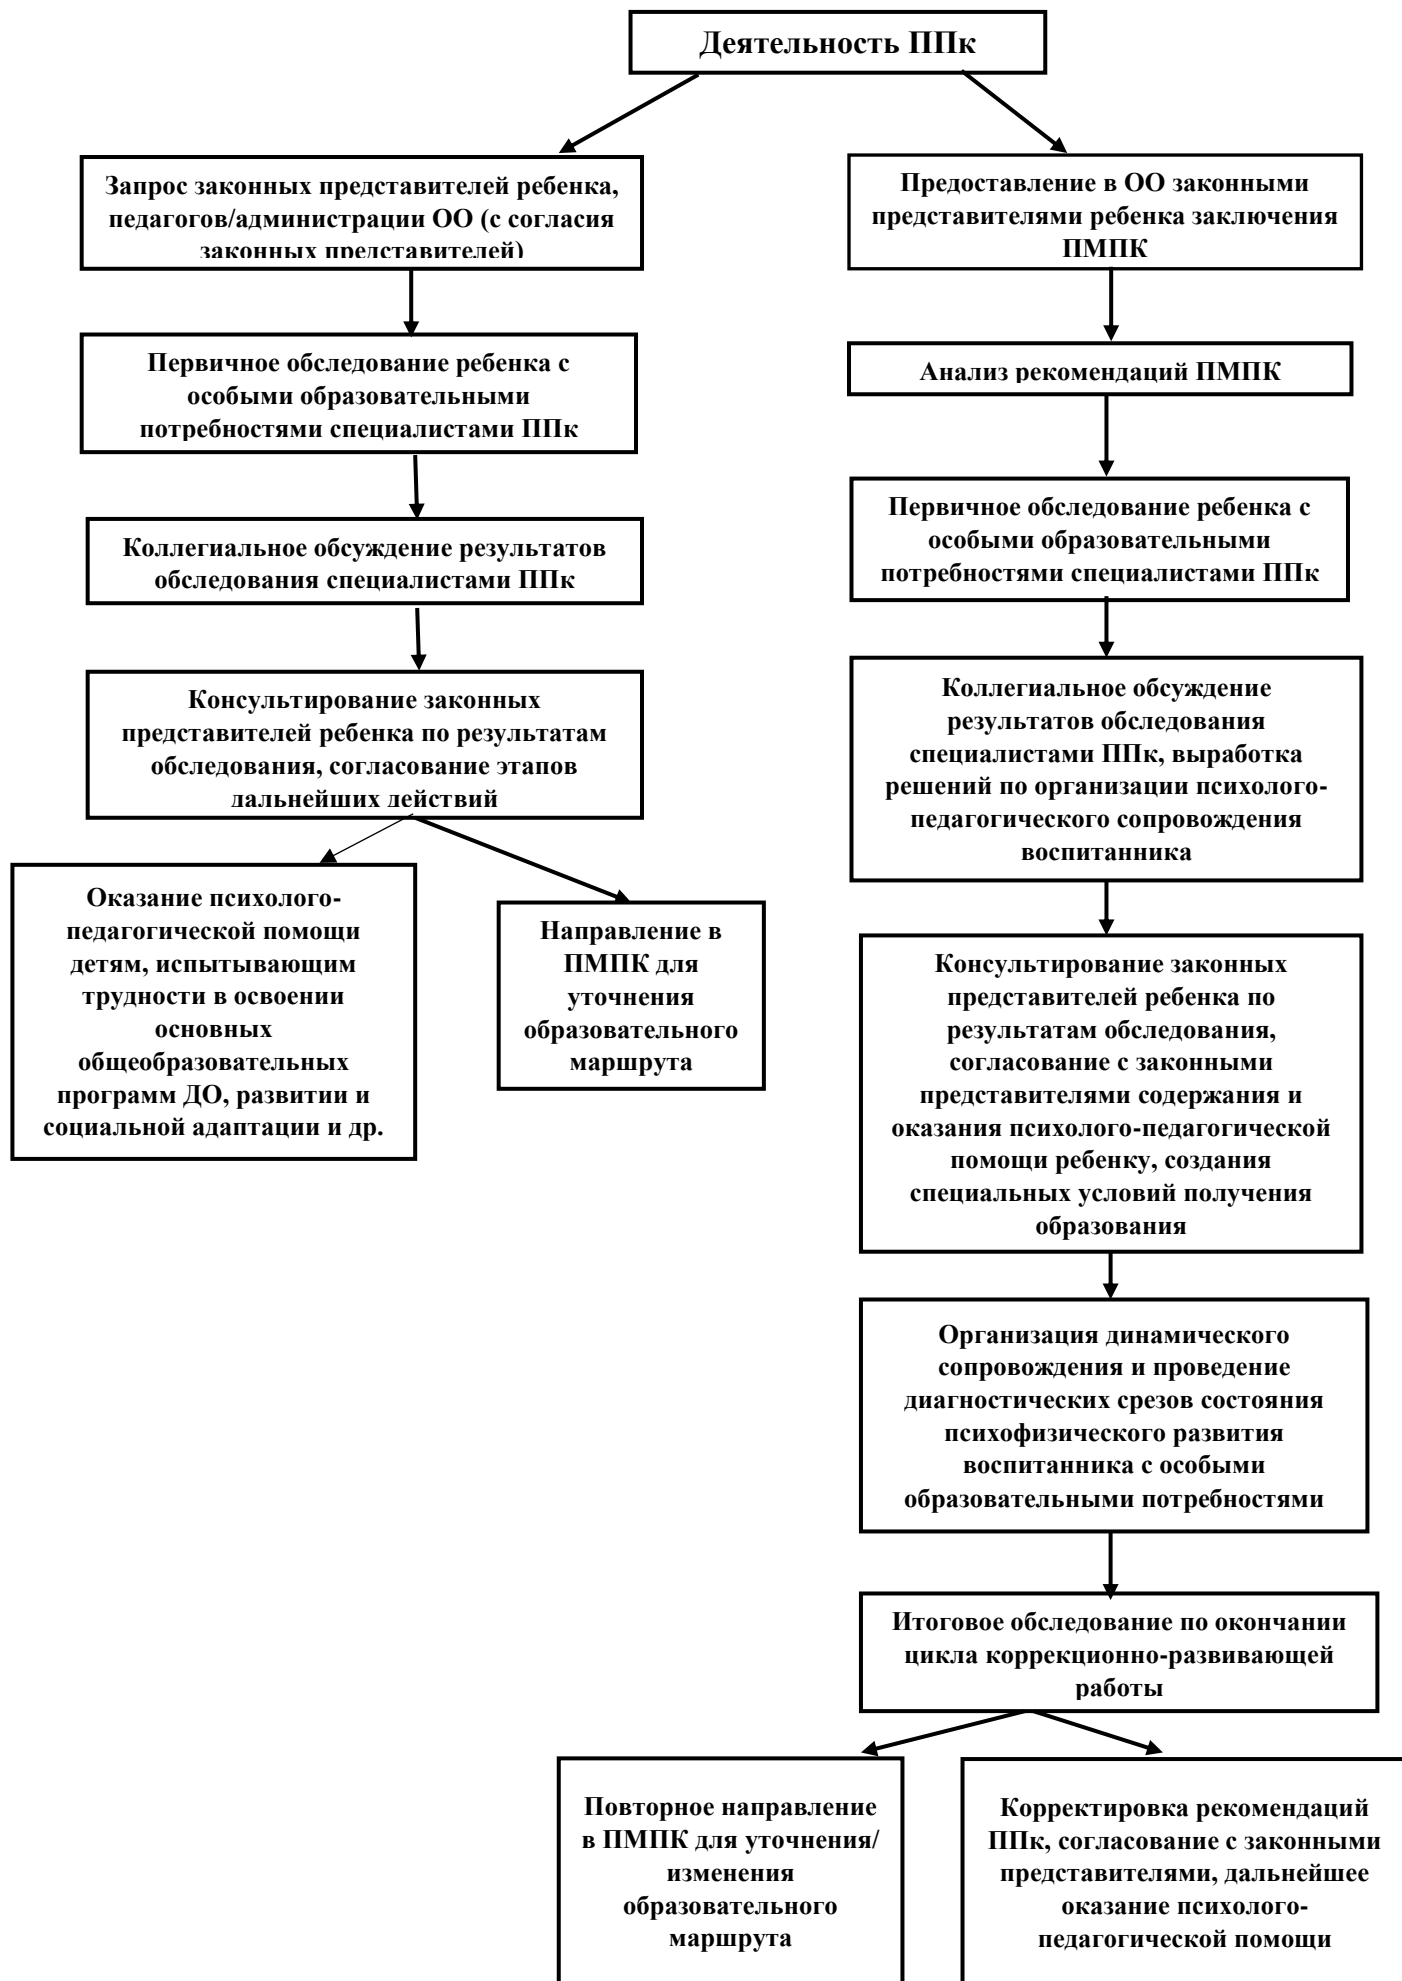 Деятельность ППк
Запрос законных представителей ребенка,
педагогов/администрации ОО (с согласия
законных представителей)
Первичное обследование ребенка с
особыми образовательными
потребностями специалистами ППк
Коллегиальное обсуждение результатов
обследования специалистами ППк
Консультирование законных
представителей ребенка по результатам
обследования, согласование этапов
дальнейших действий
Оказание психолого-
педагогической помощи
детям, испытывающим
трудности в освоении
основных
общеобразовательных
программ ДО, развитии и
социальной адаптации и др.
Направление в
ПМПК для
уточнения
образовательного
маршрута
Предоставление в ОО законными
представителями ребенка заключения
ПМПК
Анализ рекомендаций ПМПК
Первичное обследование ребенка с
особыми образовательными
потребностями специалистами ППк
Коллегиальное обсуждение
результатов обследования
специалистами ППк, выработка
решений по организации психолого-
педагогического сопровождения
воспитанника
Консультирование законных
представителей ребенка по
результатам обследования,
согласование с законными
представителями содержания и
оказания психолого-педагогической
помощи ребенку, создания
специальных условий получения
образования
Организация динамического
сопровождения и проведение
диагностических срезов состояния
психофизического развития
воспитанника с особыми
образовательными потребностями
Итоговое обследование по окончании
цикла коррекционно-развивающей
работы
Повторное направление
в ПМПК для уточнения/
изменения
образовательного
маршрута
Корректировка рекомендаций
ППк, согласование с законными
представителями, дальнейшее
оказание психолого-
педагогической помощи